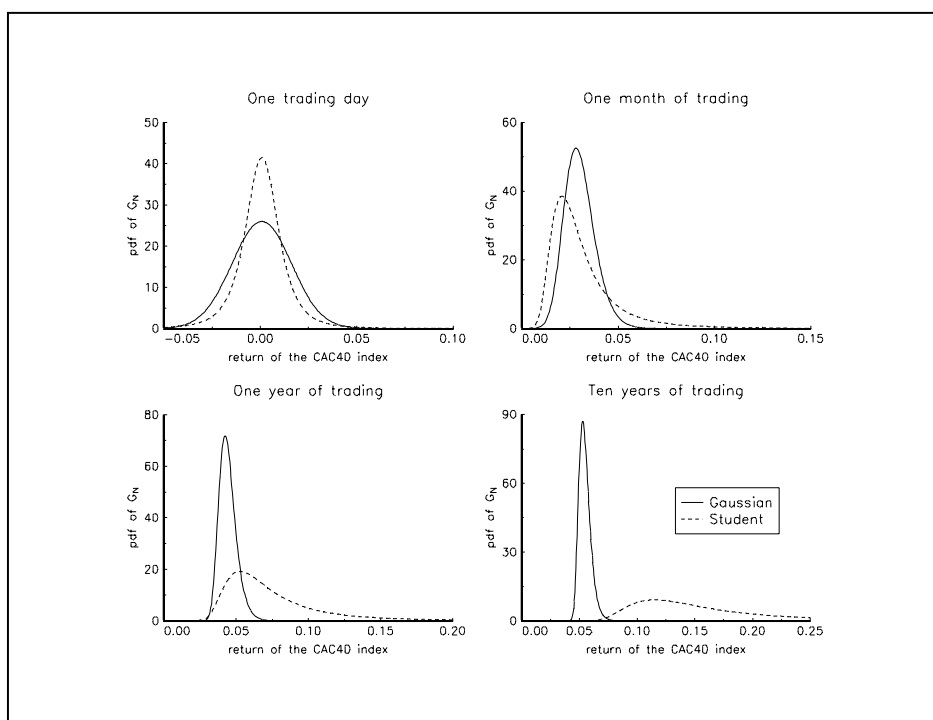 One trading day
50
40
30
20
10
0
pdf of G_N
-0.05 0.00 0.05 0.10
return of the CAC40 index
One month of trading
60
40
20
0
pdf of G_N
0.00 0.05 0.10 0.15
return of the CAC40 index
One year of trading
80
60
40
20
0
pdf of G_N
0.00 0.05 0.10 0.15 0.20
return of the CAC40 index
Ten years of trading
90
60
30
0
pdf of G_N
0.00 0.05 0.10 0.15 0.20 0.25
return of the CAC40 index
Gaussian
Student